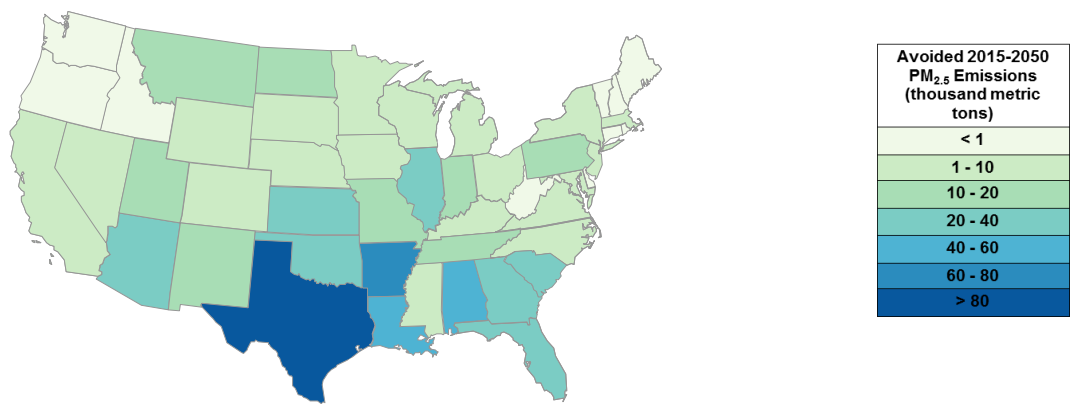 Avoided 2015-2050
PM2.5 Emissions
(thousand metric
tons)
< 1
1 - 10
10 - 20
20 - 40
40 - 60
60 - 80
> 80